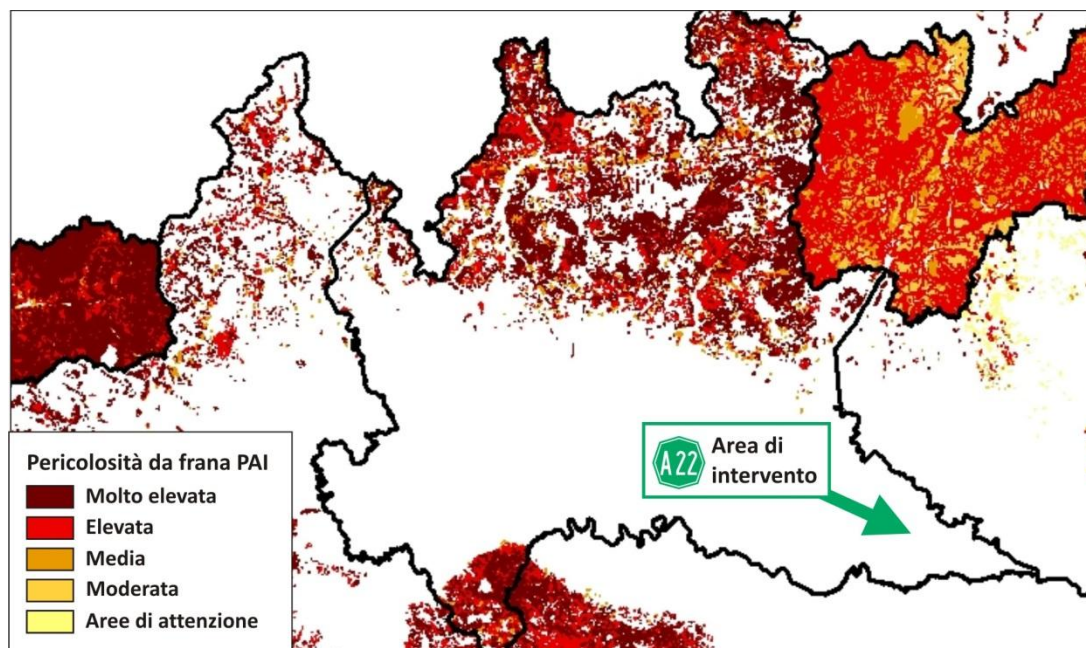 Pericolosità da frana PAI
Molto elevata
Elevata
Media
Moderata
Aree di attenzione
A22
Area di
intervento